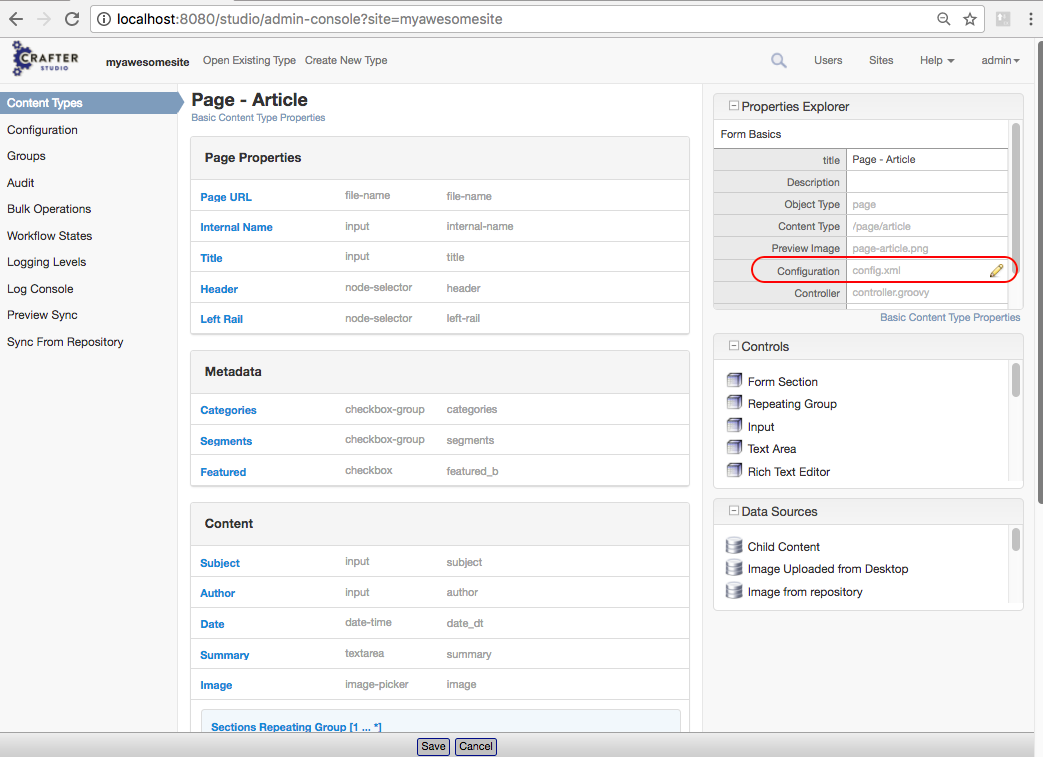 localhost:8080/studio/admin-console?site=myawesomesite
CRAFTER STUDIO
myawesomesite Open Existing Type Create New Type Users Sites Help admin
Content Types
Configuration
Groups
Audit
Bulk Operations
Workflow States
Logging Levels
Log Console
Preview Sync
Sync From Repository
Page - Article
Basic Content Type Properties
Page Properties
Page URL file-name file-name
Internal Name input internal-name
Title input title
Header node-selector header
Left Rail node-selector left-rail
Metadata
Categories checkbox-group categories
Segments checkbox-group segments
Featured checkbox featured_b
Content
Subject input subject
Author input author
Date date-time date_dt
Summary textarea summary
Image image-picker image
Sections Repeating Group [1 ... *]
Properties Explorer
Form Basics
title Page - Article
Description
Object Type page
Content Type /page/article
Preview Image page-article.png
Configuration config.xml
Controller controller.groovy
Basic Content Type Properties
Controls
Form Section
Repeating Group
Input
Text Area
Rich Text Editor
Data Sources
Child Content
Image Uploaded from Desktop
Image from repository
Save Cancel